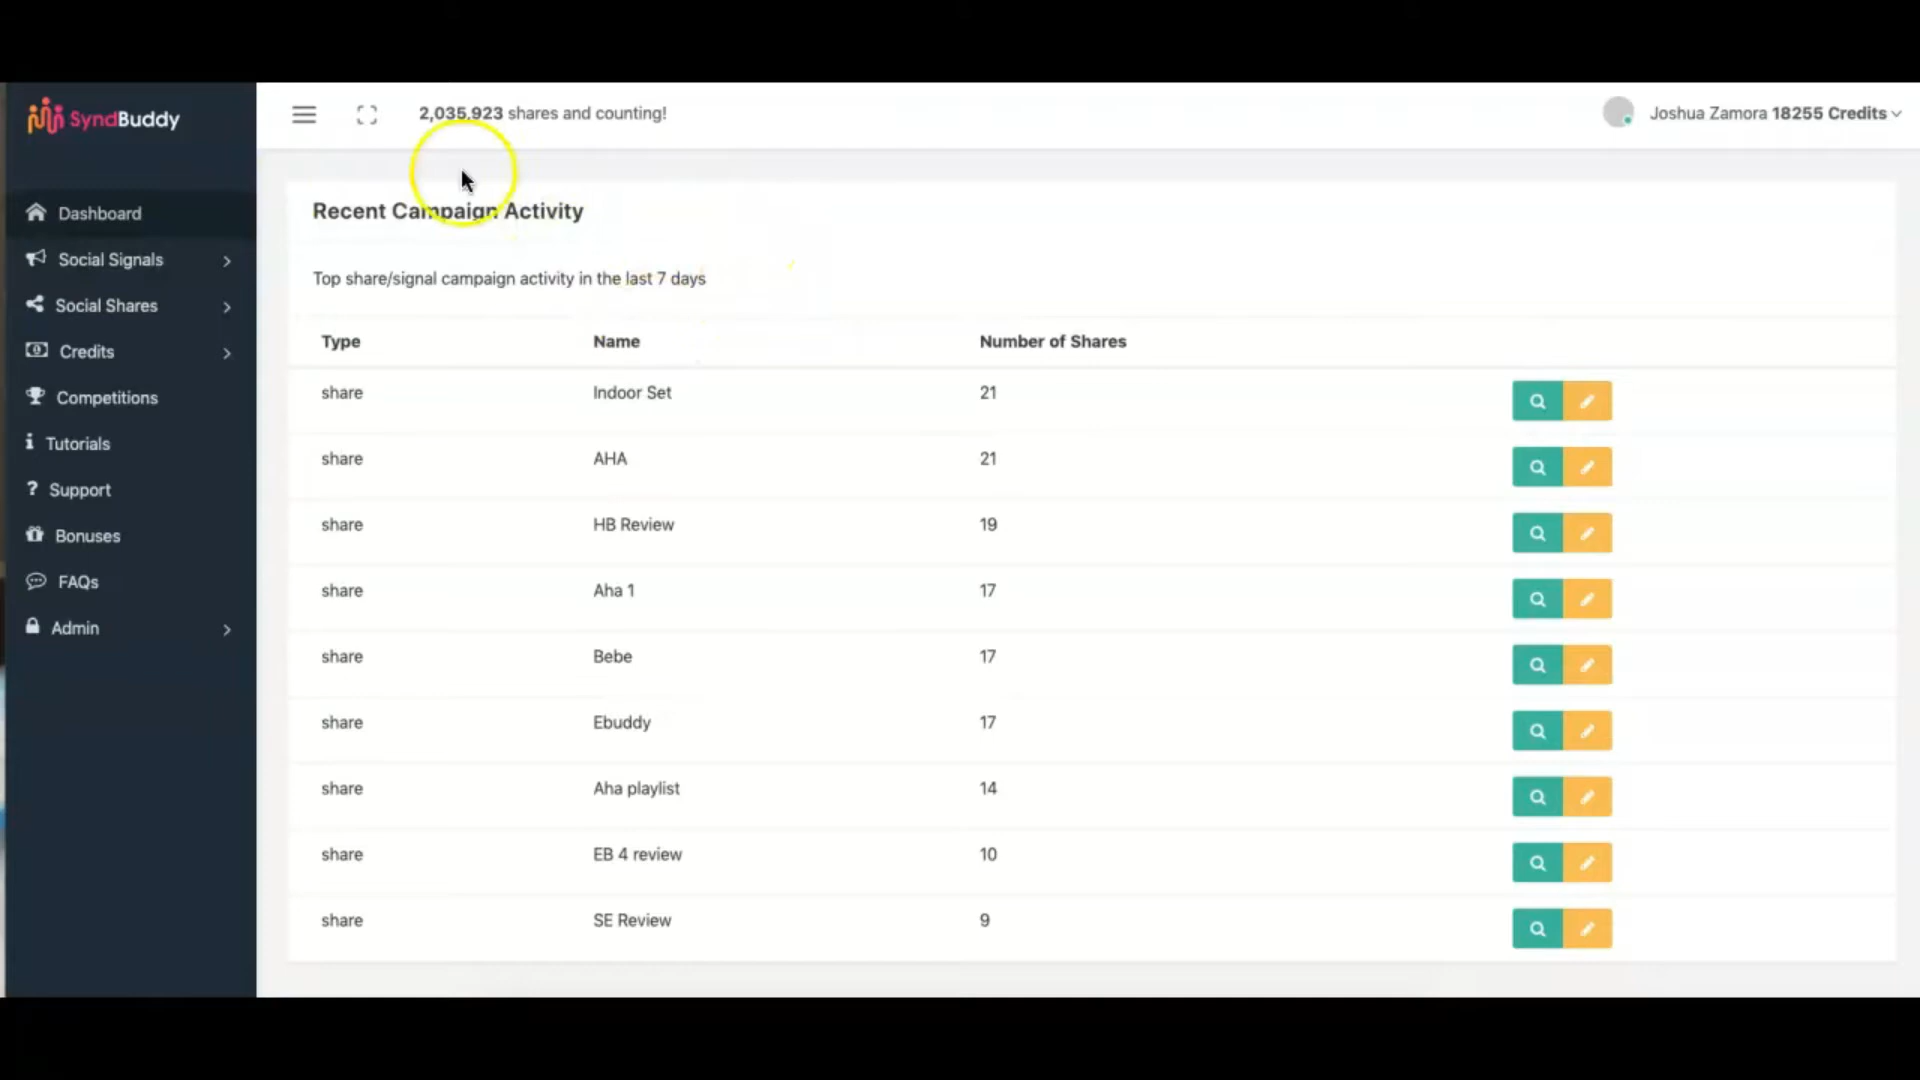 SyndBuddy
2,035,923 shares and counting!
Joshua Zamora 18255 Credits
Dashboard
Social Signals
Social Shares
Credits
Competitions
Tutorials
Support
Bonuses
FAQs
Admin
Recent Campaign Activity
Top share/signal campaign activity in the last 7 days
Type Name Number of Shares
share Indoor Set 21
share AHA 21
share HB Review 19
share Aha 1 17
share Bebe 17
share Ebuddy 17
share Aha playlist 14
share EB 4 review 10
share SE Review 9